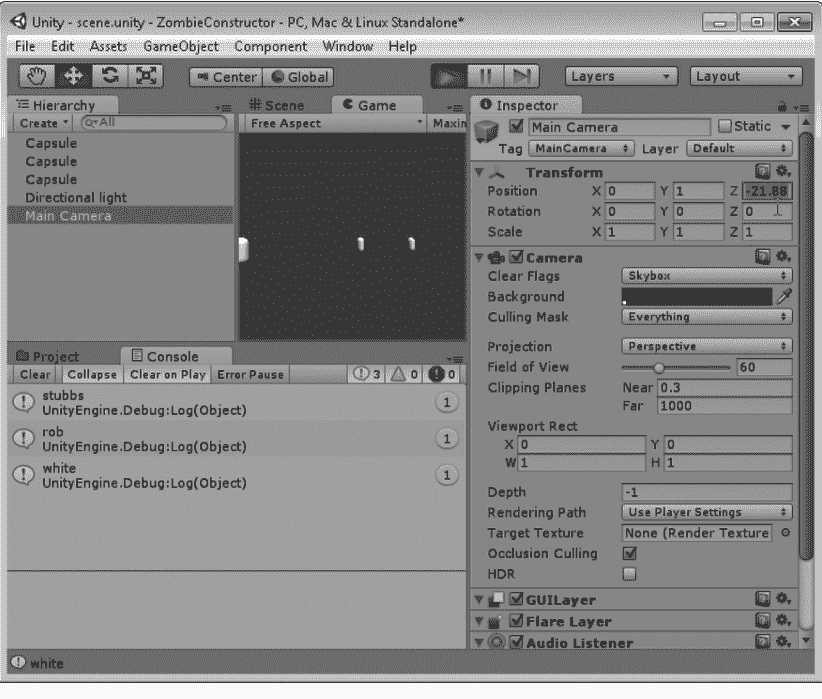 Unity - scene.unity - ZombieConstructor - PC, Mac & Linux Standalone*
File Edit Assets GameObject Component Window Help
Center Global Layers Layout
Hierarchy
Create All
Capsule
Capsule
Capsule
Directional light
Main Camera
Scene Game
Free Aspect Maxin
Project Console
Clear Collapse Clear on Play Error Pause 3 0 0
stubbs
UnityEngine.Debug:Log(Object)
1
rob
UnityEngine.Debug:Log(Object)
1
white
UnityEngine.Debug:Log(Object)
1
Inspector
Main Camera Static
Tag MainCamera Layer Default
Transform
Position X 0 Y 1 Z -21.88
Rotation X 0 Y 0 Z 0
Scale X 1 Y 1 Z 1
Camera
Clear Flags Skybox
Background
Culling Mask Everything
Projection Perspective
Field of View 60
Clipping Planes Near 0.3
Far 1000
Viewport Rect
X 0 Y 0
W 1 H 1
Depth -1
Rendering Path Use Player Settings
Target Texture None (Render Texture
Occlusion Culling
HDR
GUILayer
Flare Layer
Audio Listener
white